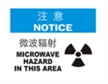 注 意
NOTICE
微波辐射
MICROWAVE
HAZARD
IN THIS AREA